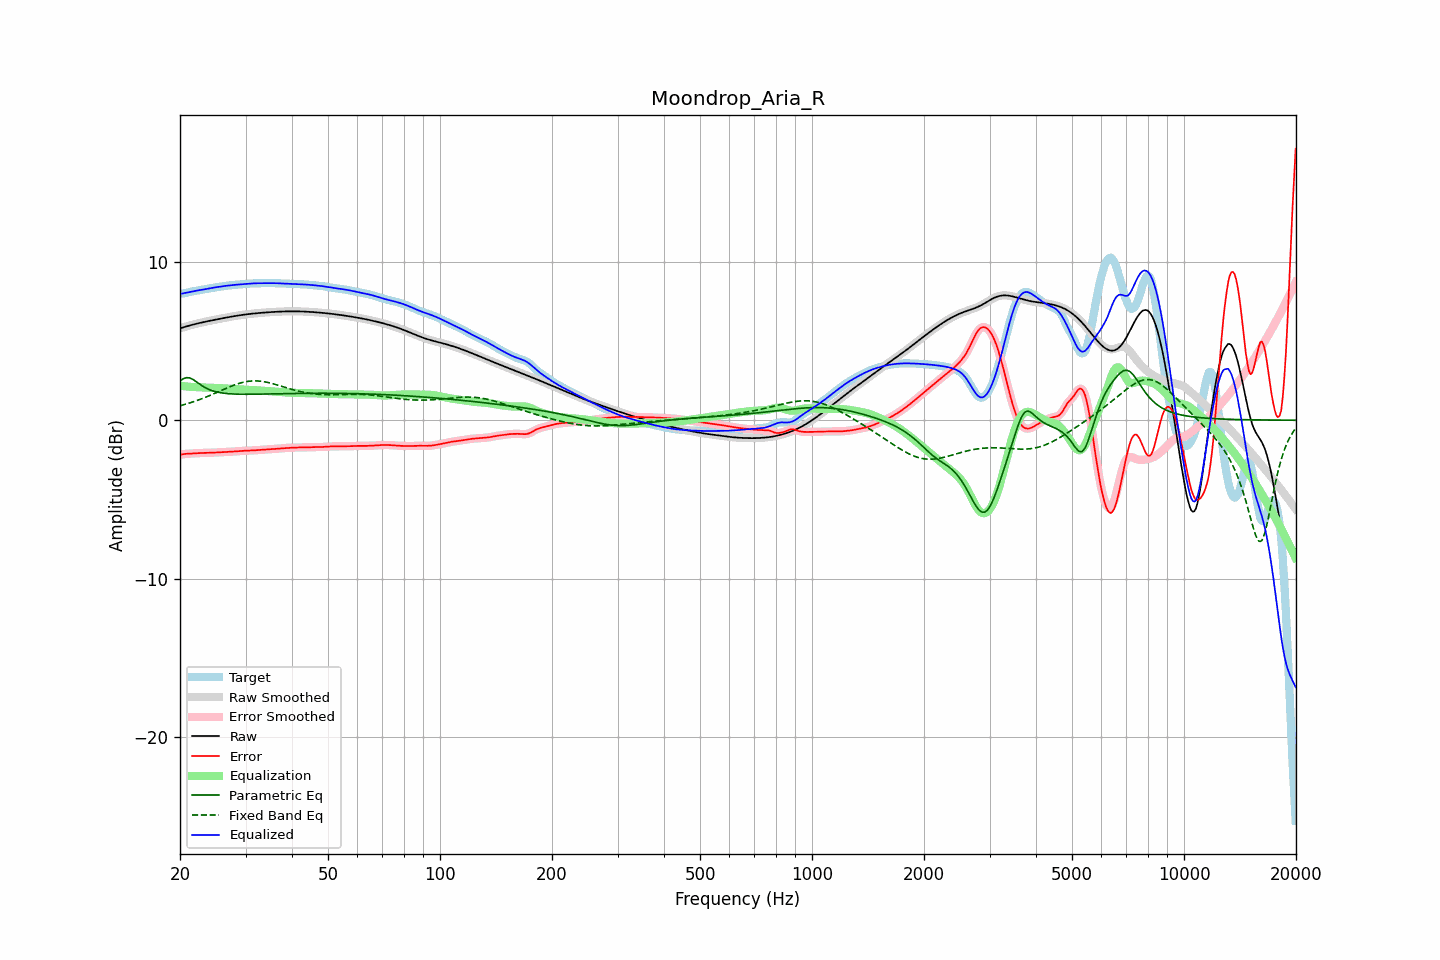 Moondrop_Aria_R
Amplitude (dBr)
10
0
−10
−20
Target
Raw Smoothed
Error Smoothed
Raw
Error
Equalization
Parametric Eq
Fixed Band Eq
Equalized
20 50 100 200 500 1000 2000 5000 10000 20000
Frequency (Hz)